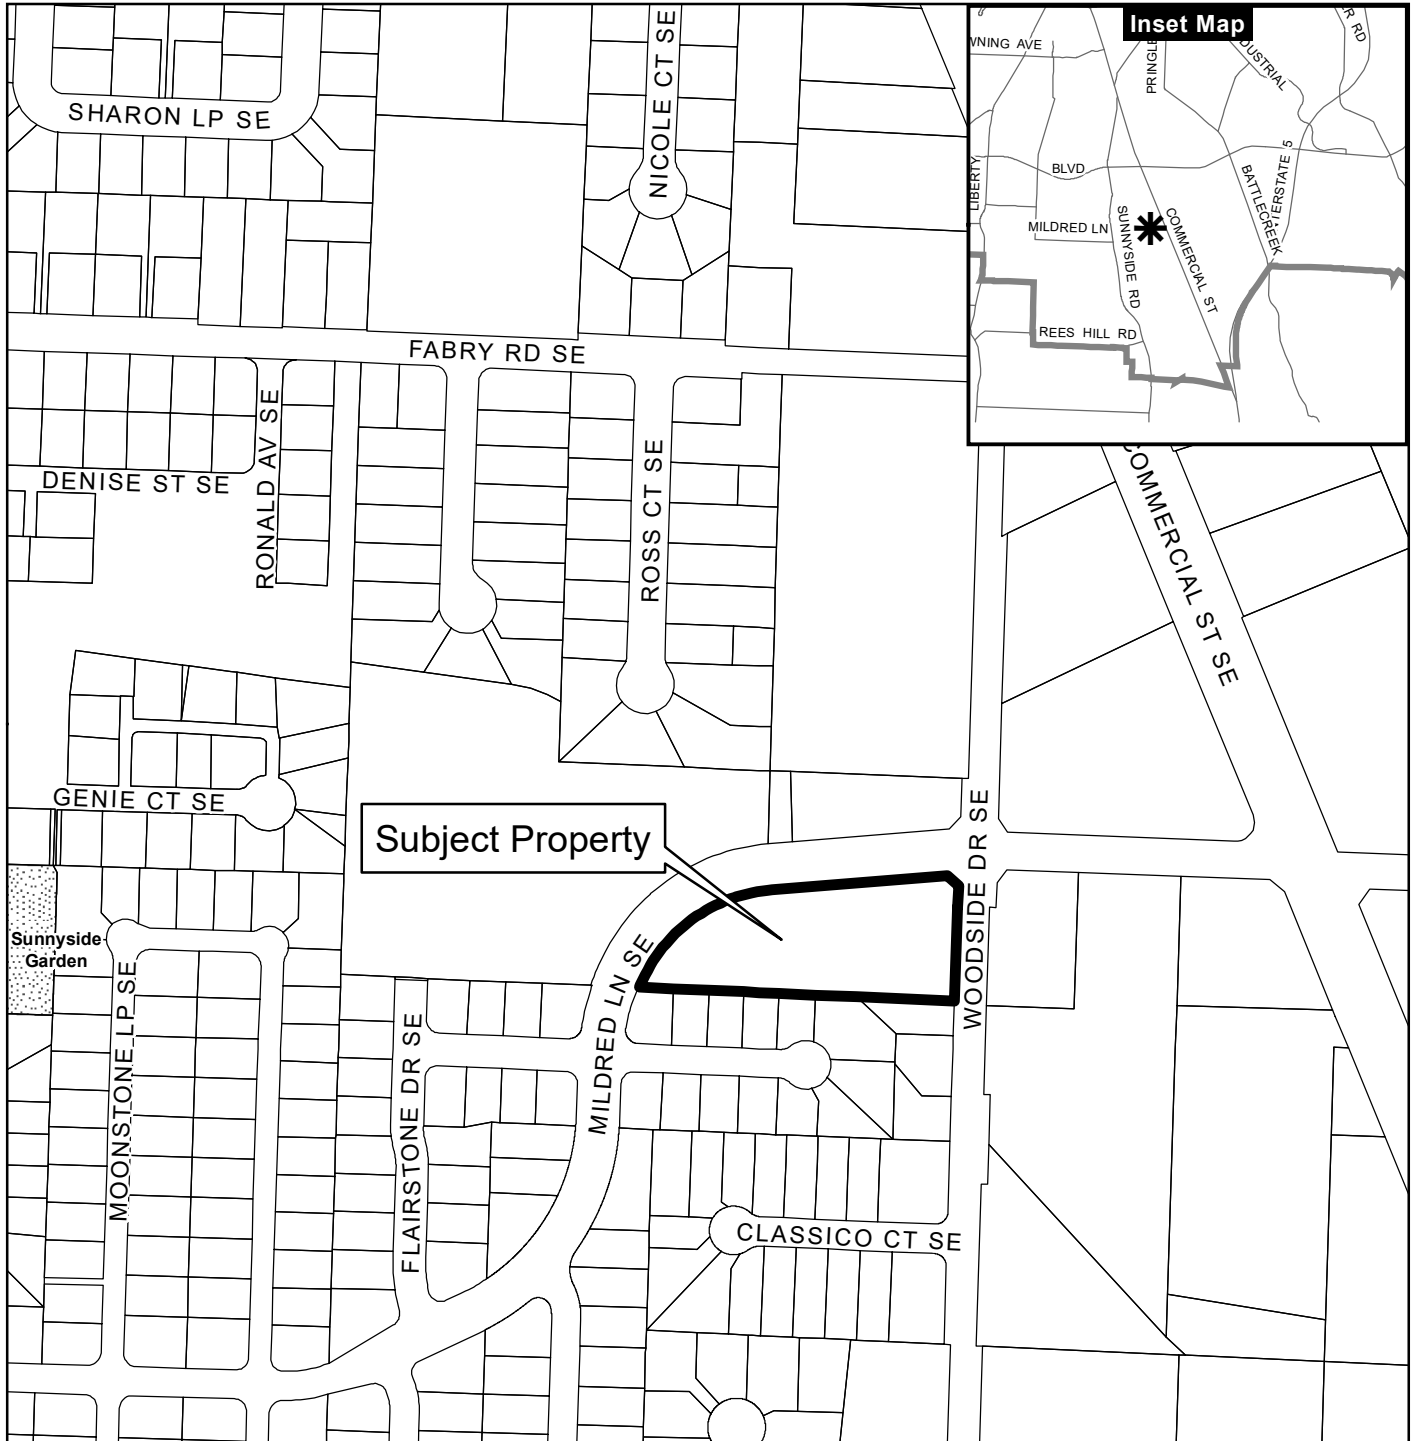 Inset Map
WNING AVE
PRINGLE
DUSTRIAL
R RD
LIBERTY
BLVD
ERSTATE 5
BATTLECREEK
MILDRED LN
SUNNYSIDE RD
COMMERCIAL ST
REES HILL RD
SHARON LP SE
NICOLE CT SE
FABRY RD SE
RONALD AV SE
DENISE ST SE
ROSS CT SE
COMMERCIAL ST SE
GENIE CT SE
Subject Property
WOODSIDE DR SE
Sunnyside
Garden
MOONSTONE LP SE
FLAIRSTONE DR SE
MILDRED LN SE
CLASSICO CT SE